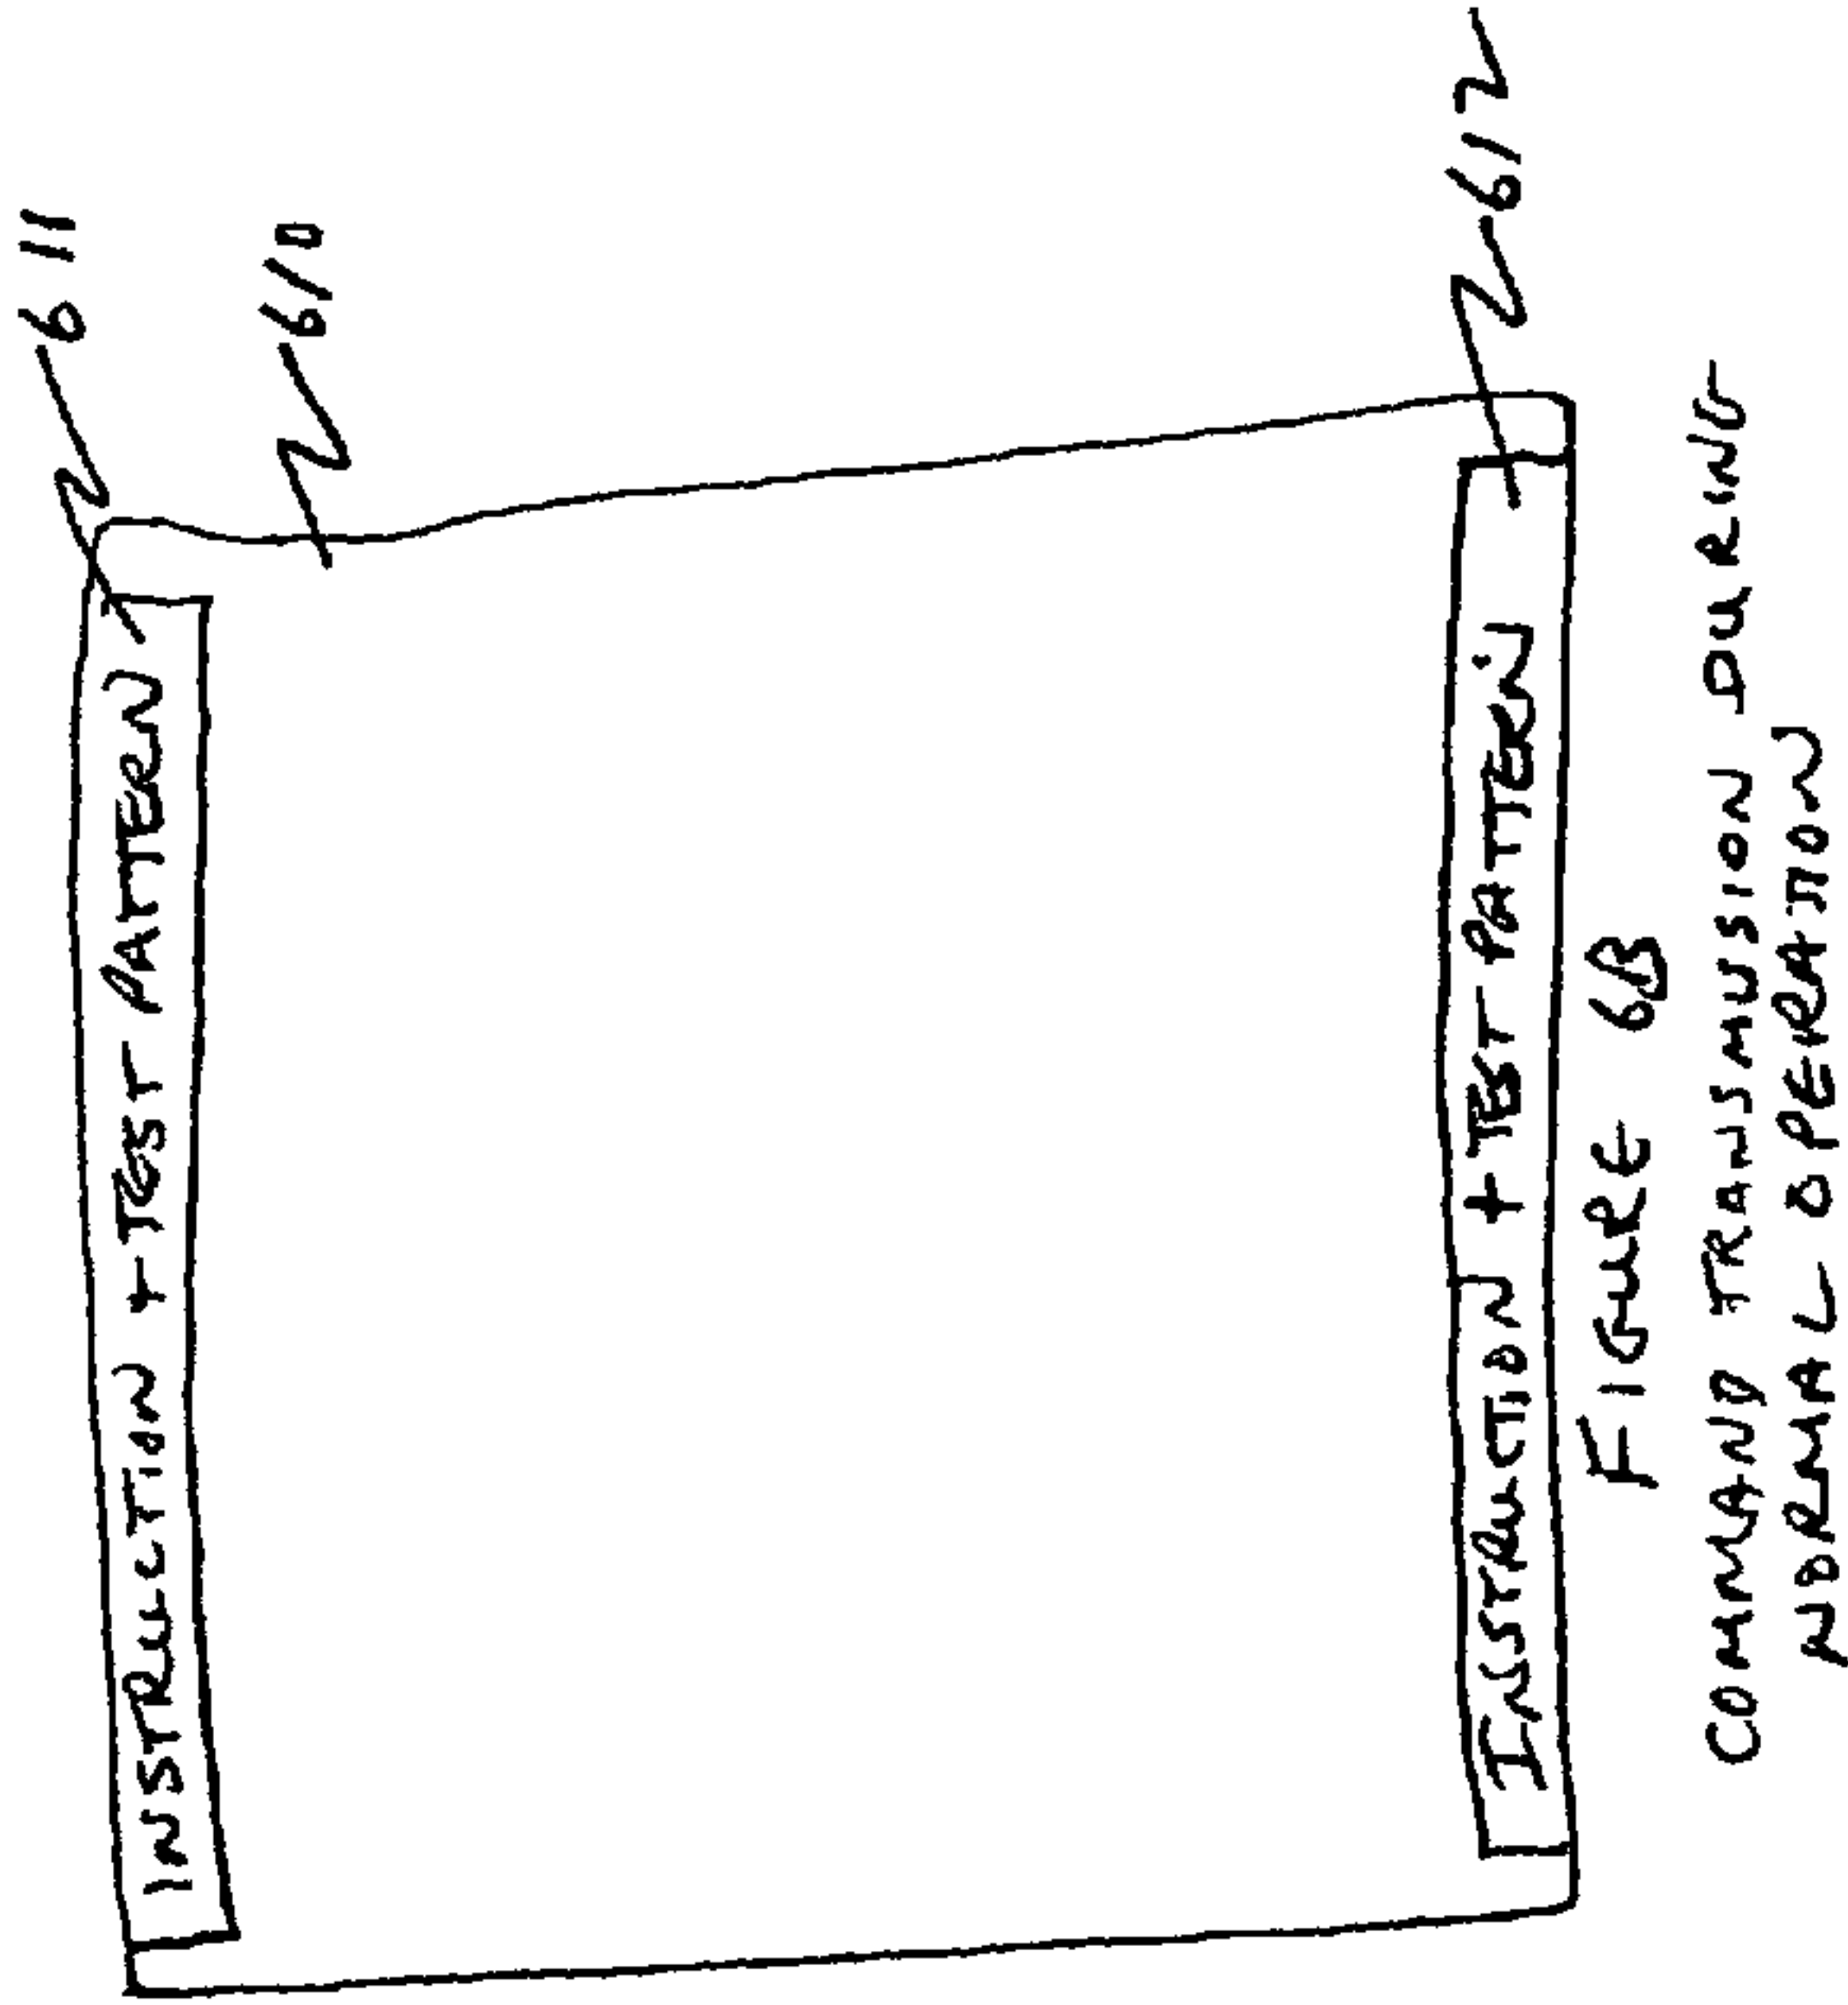 611
INSTRUCTION + TEST PATTERN
610
612
INSTRUCTION + TEST PATTERN
FIGURE 6B
COMMAND TRANSMISSION DURING
NORMAL OPERATION